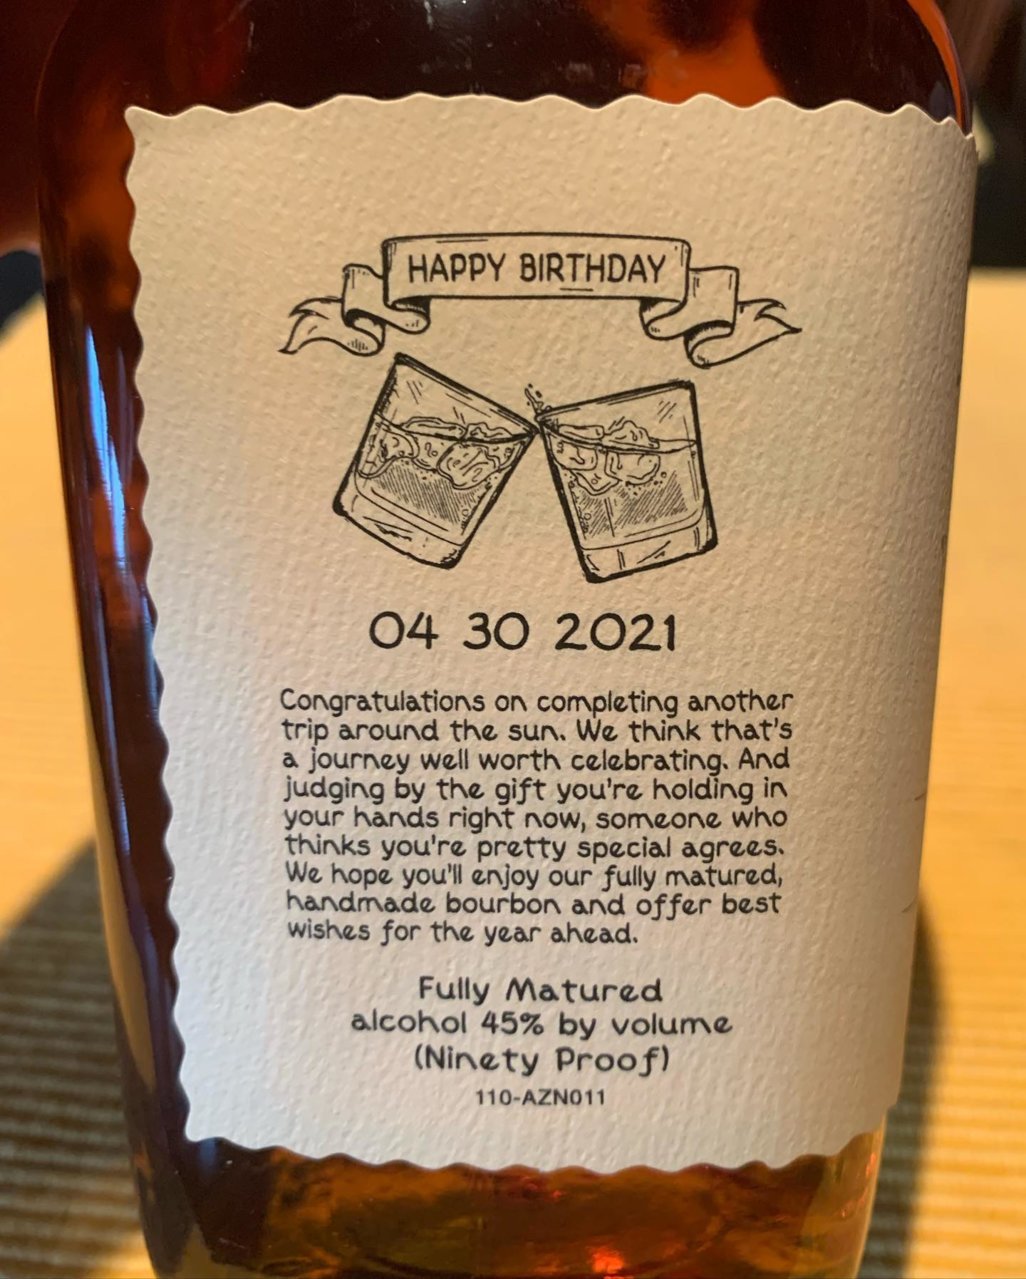 HAPPY BIRTHDAY
04 30 2021
Congratulations on completing another
trip around the sun. We think that's
a journey well worth celebrating. And
judging by the gift you're holding in
your hands right now, someone who
thinks you're pretty special agrees.
We hope you'll enjoy our fully matured,
handmade bourbon and offer best
wishes for the year ahead.
Fully Matured
alcohol 45% by volume
(Ninety Proof)
110-AZN011